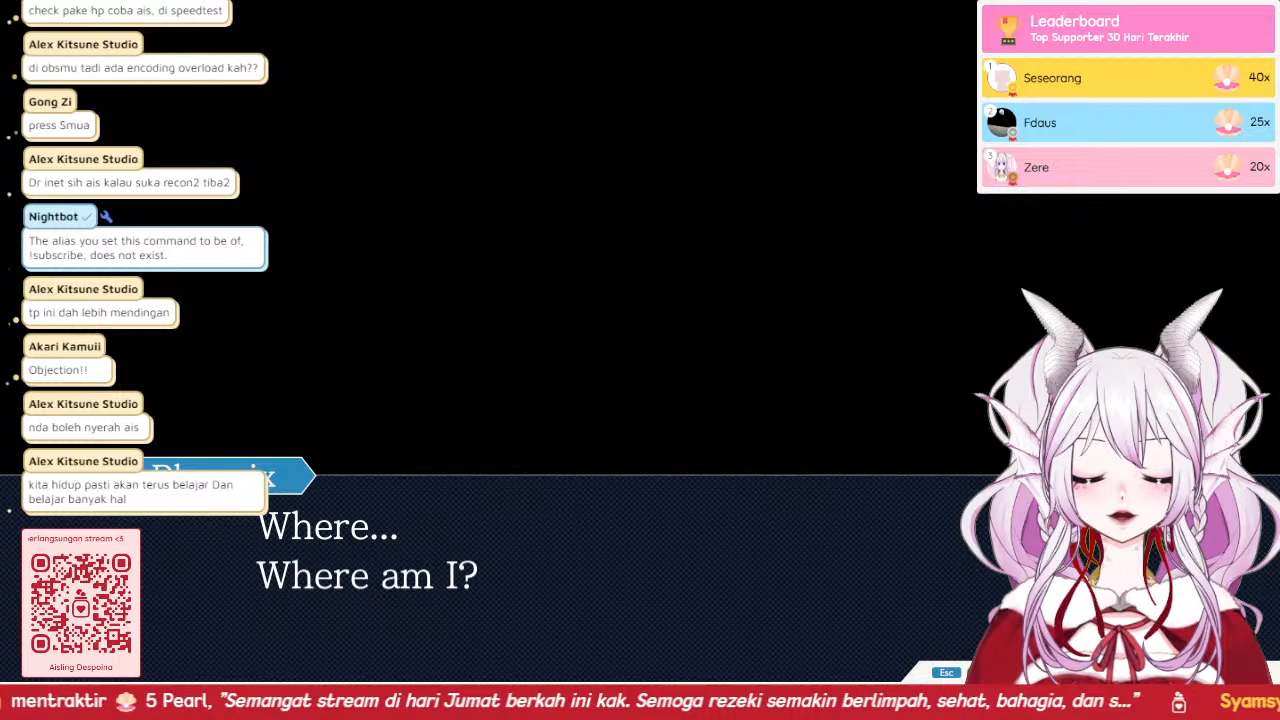 check pake hp coba ais, di speedtest
Alex Kitsune Studio
di obsmu tadi ada encoding overload kah??
Gong Zi
press Smua
Alex Kitsune Studio
Dr inet sih ais kalau suka recon2 tiba2
Nightbot
The alias you set this command to be of,
!subscribe, does not exist.
Alex Kitsune Studio
tp ini dah lebih mendingan
Akari Kamuii
Objection!!
Alex Kitsune Studio
nda boleh nyerah ais
Alex Kitsune Studio
kita hidup pasti akan terus belajar Dan
belajar banyak hal
Where...
Where am I?
erlangsungan stream <3
Aisling Despoina
Leaderboard
Top Supporter 30 Hari Terakhir
1 Seseorang 40x
2 Fdaus 25x
3 Zere 20x
Esc
mentraktir 5 Pearl, "Semangat stream di hari Jumat berkah ini kak. Semoga rezeki semakin berlimpah, sehat, bahagia, dan s..." Syamsy